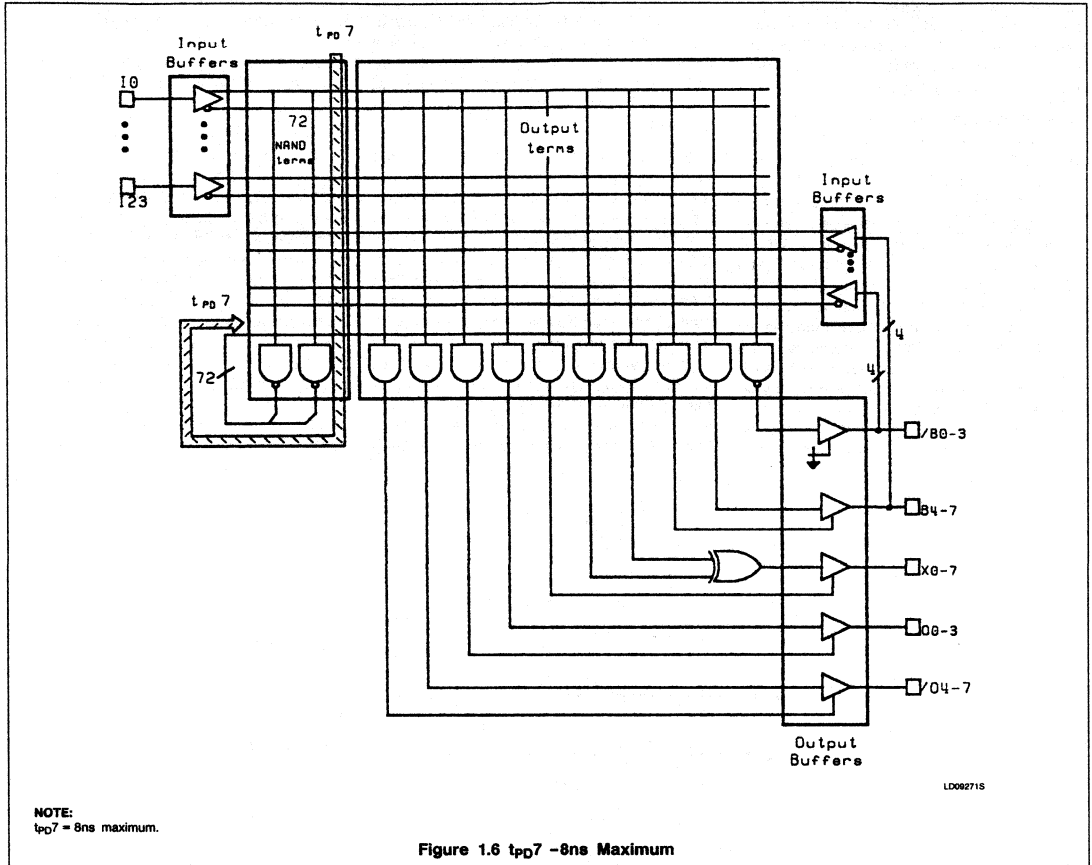 t PD 7
Input
Buffers
I0
72
NAND
terms
Output
terms
I23
Input
Buffers
t PD 7
4
72
4
/B0-3
B4-7
X0-7
O0-3
/O4-7
Output
Buffers
LD09271S
NOTE:
tPD7 = 8ns maximum.
Figure 1.6 tPD7 –8ns Maximum